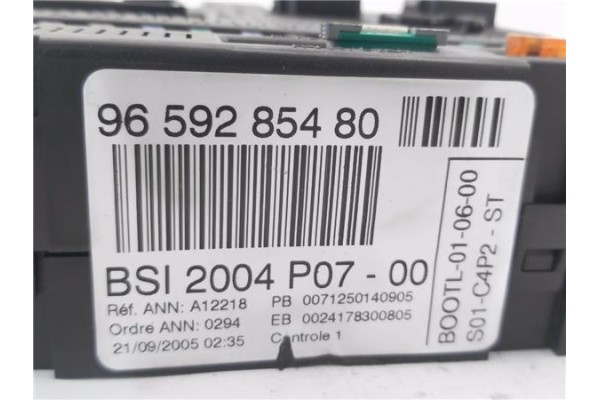 96 592 854 80
BSI 2004 P07 - 00
Réf. ANN: A12218 PB 0071250140905
Ordre ANN: 0294 EB 0024178300805
21/09/2005 02:35 Controle 1
BOOTL-01-06-00
S01-C4P2 - ST